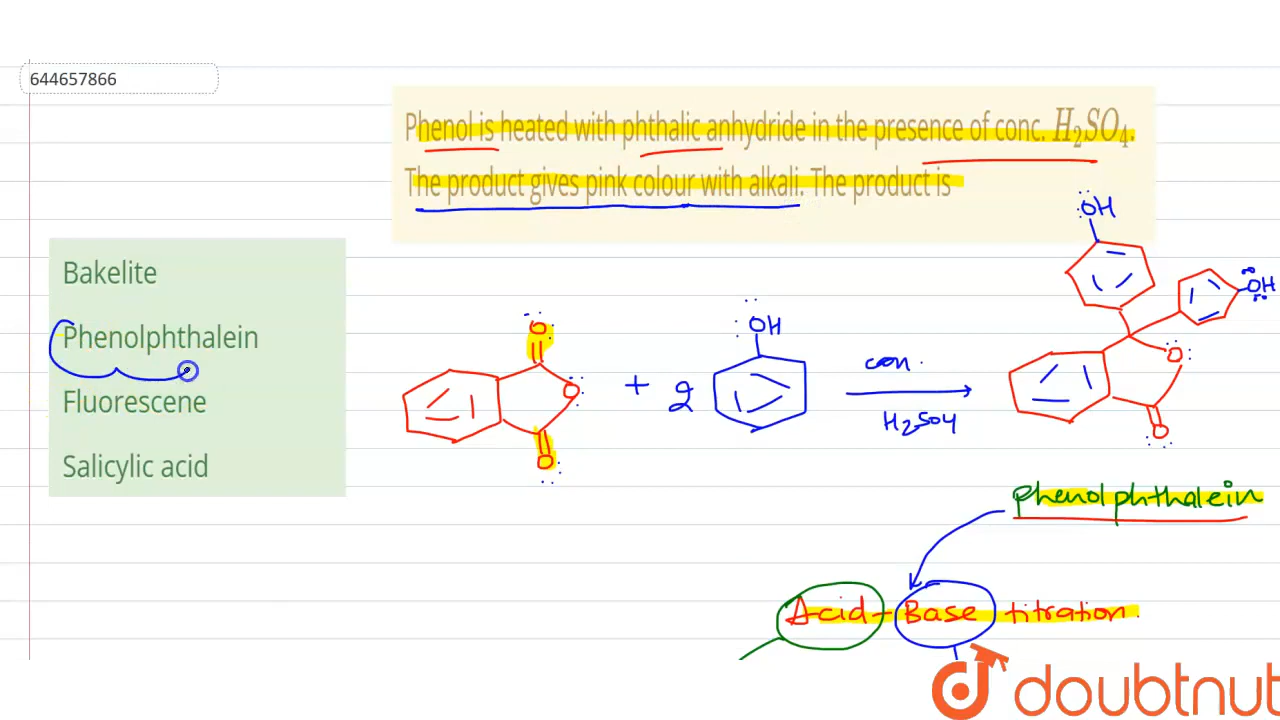 644657866
Phenol is heated with phthalic anhydride in the presence of conc. H₂SO₄.
The product gives pink colour with alkali. The product is
Bakelite
Phenolphthalein
Fluorescene
Salicylic acid
O
O
O
+ 2
OH
con.
H₂SO4
OH
OH
O
O
Phenolphthalein
Acid - Base titration.
doubtnut